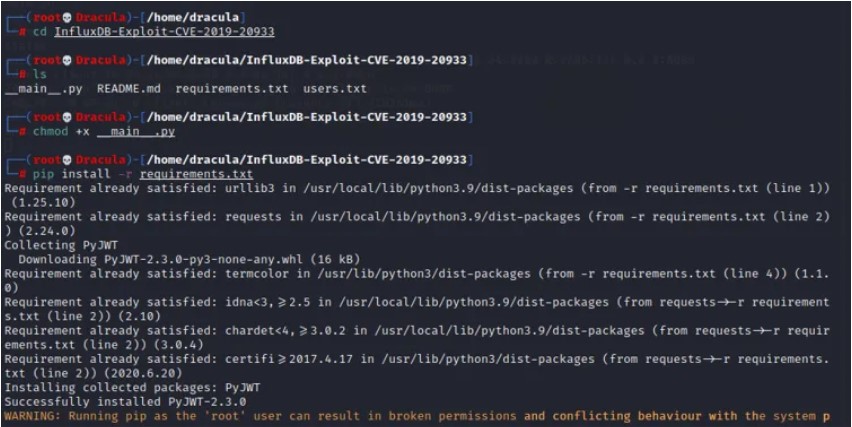 ┌──(root💀Dracula)-[/home/dracula]
└─# cd InfluxDB-Exploit-CVE-2019-20933
┌──(root💀Dracula)-[/home/dracula/InfluxDB-Exploit-CVE-2019-20933]
└─# ls
__main__.py  README.md  requirements.txt  users.txt
┌──(root💀Dracula)-[/home/dracula/InfluxDB-Exploit-CVE-2019-20933]
└─# chmod +x __main__.py
┌──(root💀Dracula)-[/home/dracula/InfluxDB-Exploit-CVE-2019-20933]
└─# pip install -r requirements.txt
Requirement already satisfied: urllib3 in /usr/local/lib/python3.9/dist-packages (from -r requirements.txt (line 1))
 (1.25.10)
Requirement already satisfied: requests in /usr/local/lib/python3.9/dist-packages (from -r requirements.txt (line 2)
) (2.24.0)
Collecting PyJWT
  Downloading PyJWT-2.3.0-py3-none-any.whl (16 kB)
Requirement already satisfied: termcolor in /usr/lib/python3/dist-packages (from -r requirements.txt (line 4)) (1.1.
0)
Requirement already satisfied: idna<3,≥2.5 in /usr/local/lib/python3.9/dist-packages (from requests→-r requirement
s.txt (line 2)) (2.10)
Requirement already satisfied: chardet<4,≥3.0.2 in /usr/local/lib/python3.9/dist-packages (from requests→-r requir
ements.txt (line 2)) (3.0.4)
Requirement already satisfied: certifi≥2017.4.17 in /usr/lib/python3/dist-packages (from requests→-r requirements.
txt (line 2)) (2020.6.20)
Installing collected packages: PyJWT
Successfully installed PyJWT-2.3.0
WARNING: Running pip as the 'root' user can result in broken permissions and conflicting behaviour with the system p